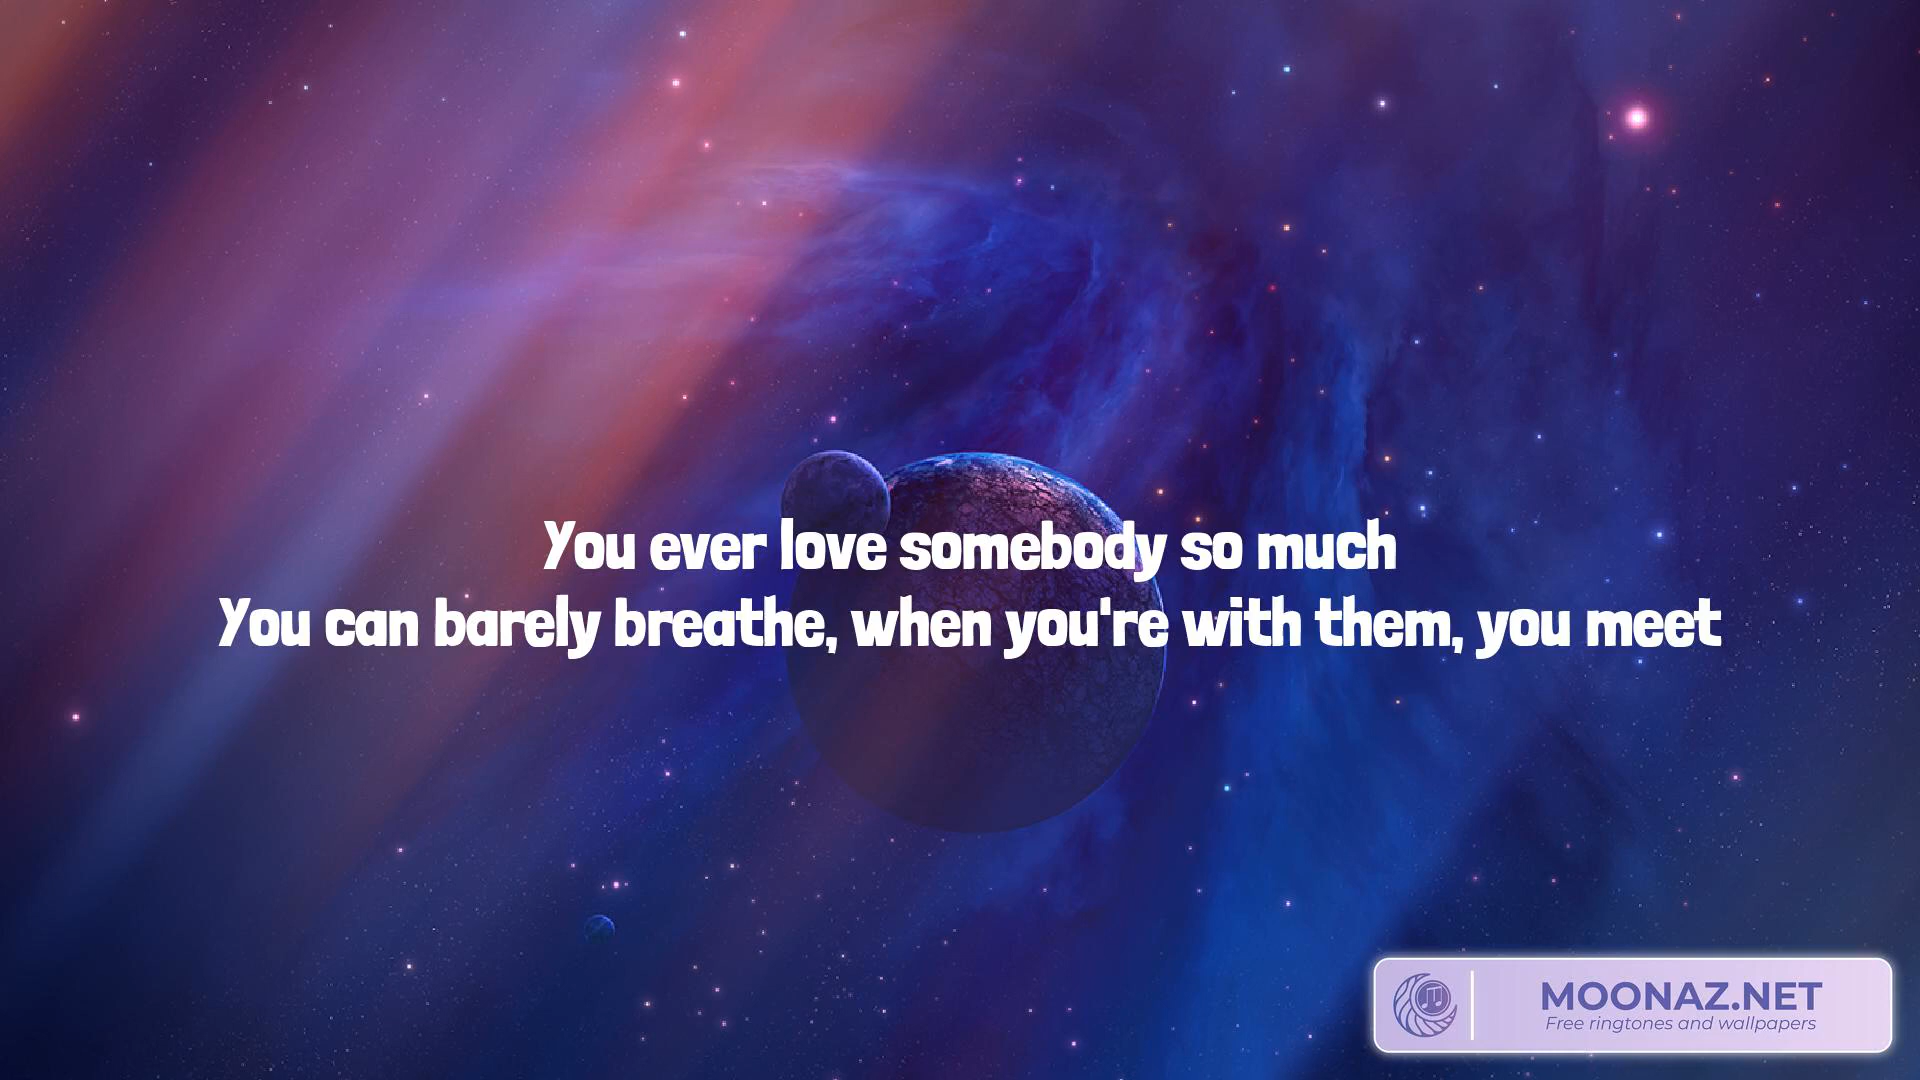 You ever love somebody so much
You can barely breathe, when you're with them, you meet
MOONAZ.NET
Free ringtones and wallpapers